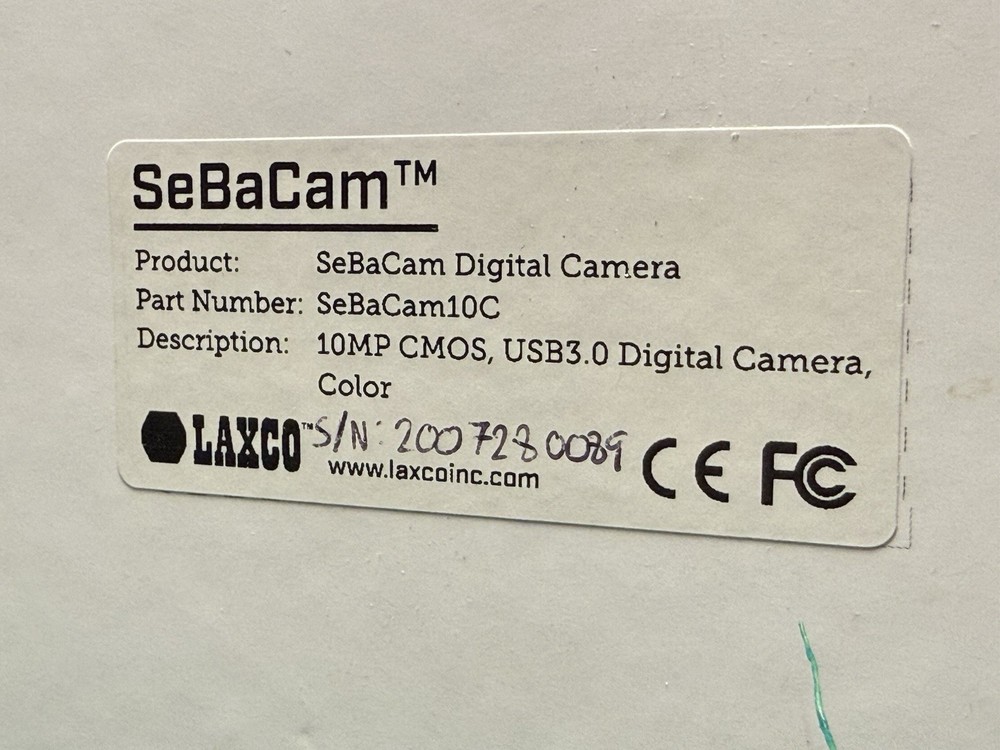 SeBaCam™
Product: SeBaCam Digital Camera
Part Number: SeBaCam10C
Description: 10MP CMOS, USB3.0 Digital Camera,
Color
LAXCO™ S/N: 2007280089 CE FC
www.laxcoinc.com